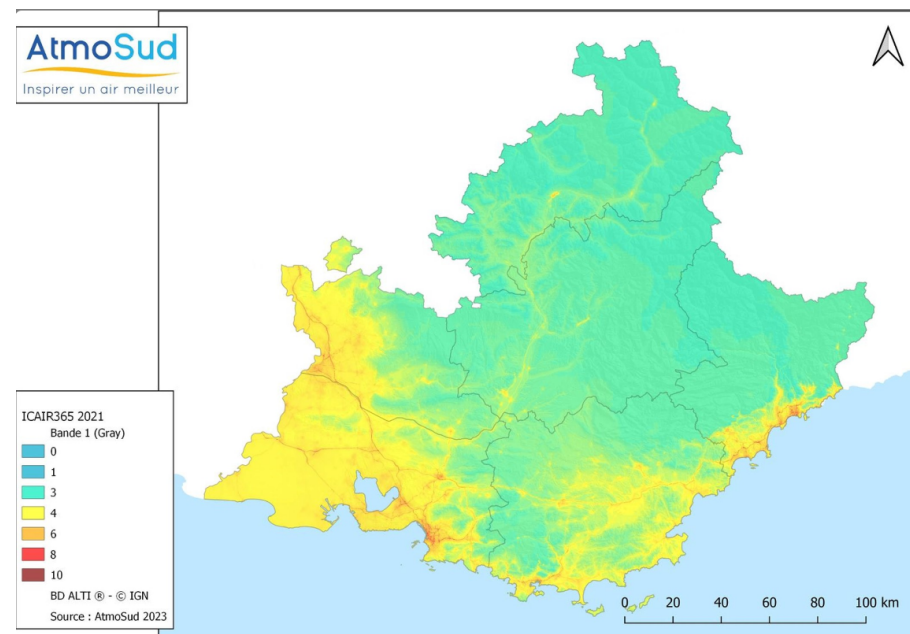 AtmoSud
Inspirer un air meilleur
ICAIR365 2021
Bande 1 (Gray)
0
1
3
4
6
8
10
BD ALTI ® - © IGN
Source : AtmoSud 2023
0 20 40 60 80 100 km